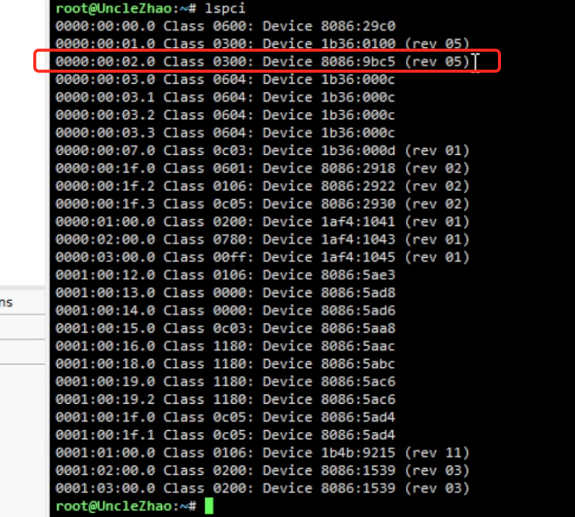 root@UncleZhao:~# lspci
0000:00:00.0 Class 0600: Device 8086:29c0
0000:00:01.0 Class 0300: Device 1b36:0100 (rev 05)
0000:00:02.0 Class 0300: Device 8086:9bc5 (rev 05)
0000:00:03.0 Class 0604: Device 1b36:000c
0000:00:03.1 Class 0604: Device 1b36:000c
0000:00:03.2 Class 0604: Device 1b36:000c
0000:00:03.3 Class 0604: Device 1b36:000c
0000:00:07.0 Class 0c03: Device 1b36:000d (rev 01)
0000:00:1f.0 Class 0601: Device 8086:2918 (rev 02)
0000:00:1f.2 Class 0106: Device 8086:2922 (rev 02)
0000:00:1f.3 Class 0c05: Device 8086:2930 (rev 02)
0000:01:00.0 Class 0200: Device 1af4:1041 (rev 01)
0000:02:00.0 Class 0780: Device 1af4:1043 (rev 01)
0000:03:00.0 Class 00ff: Device 1af4:1045 (rev 01)
0001:00:12.0 Class 0106: Device 8086:5ae3
ns
0001:00:13.0 Class 0000: Device 8086:5ad8
0001:00:14.0 Class 0000: Device 8086:5ad6
0001:00:15.0 Class 0c03: Device 8086:5aa8
0001:00:16.0 Class 1180: Device 8086:5aac
0001:00:18.0 Class 1180: Device 8086:5abc
0001:00:19.0 Class 1180: Device 8086:5ac6
0001:00:19.2 Class 1180: Device 8086:5ac6
0001:00:1f.0 Class 0c05: Device 8086:5ad4
0001:00:1f.1 Class 0c05: Device 8086:5ad4
0001:01:00.0 Class 0106: Device 1b4b:9215 (rev 11)
0001:02:00.0 Class 0200: Device 8086:1539 (rev 03)
0001:03:00.0 Class 0200: Device 8086:1539 (rev 03)
root@UncleZhao:~#